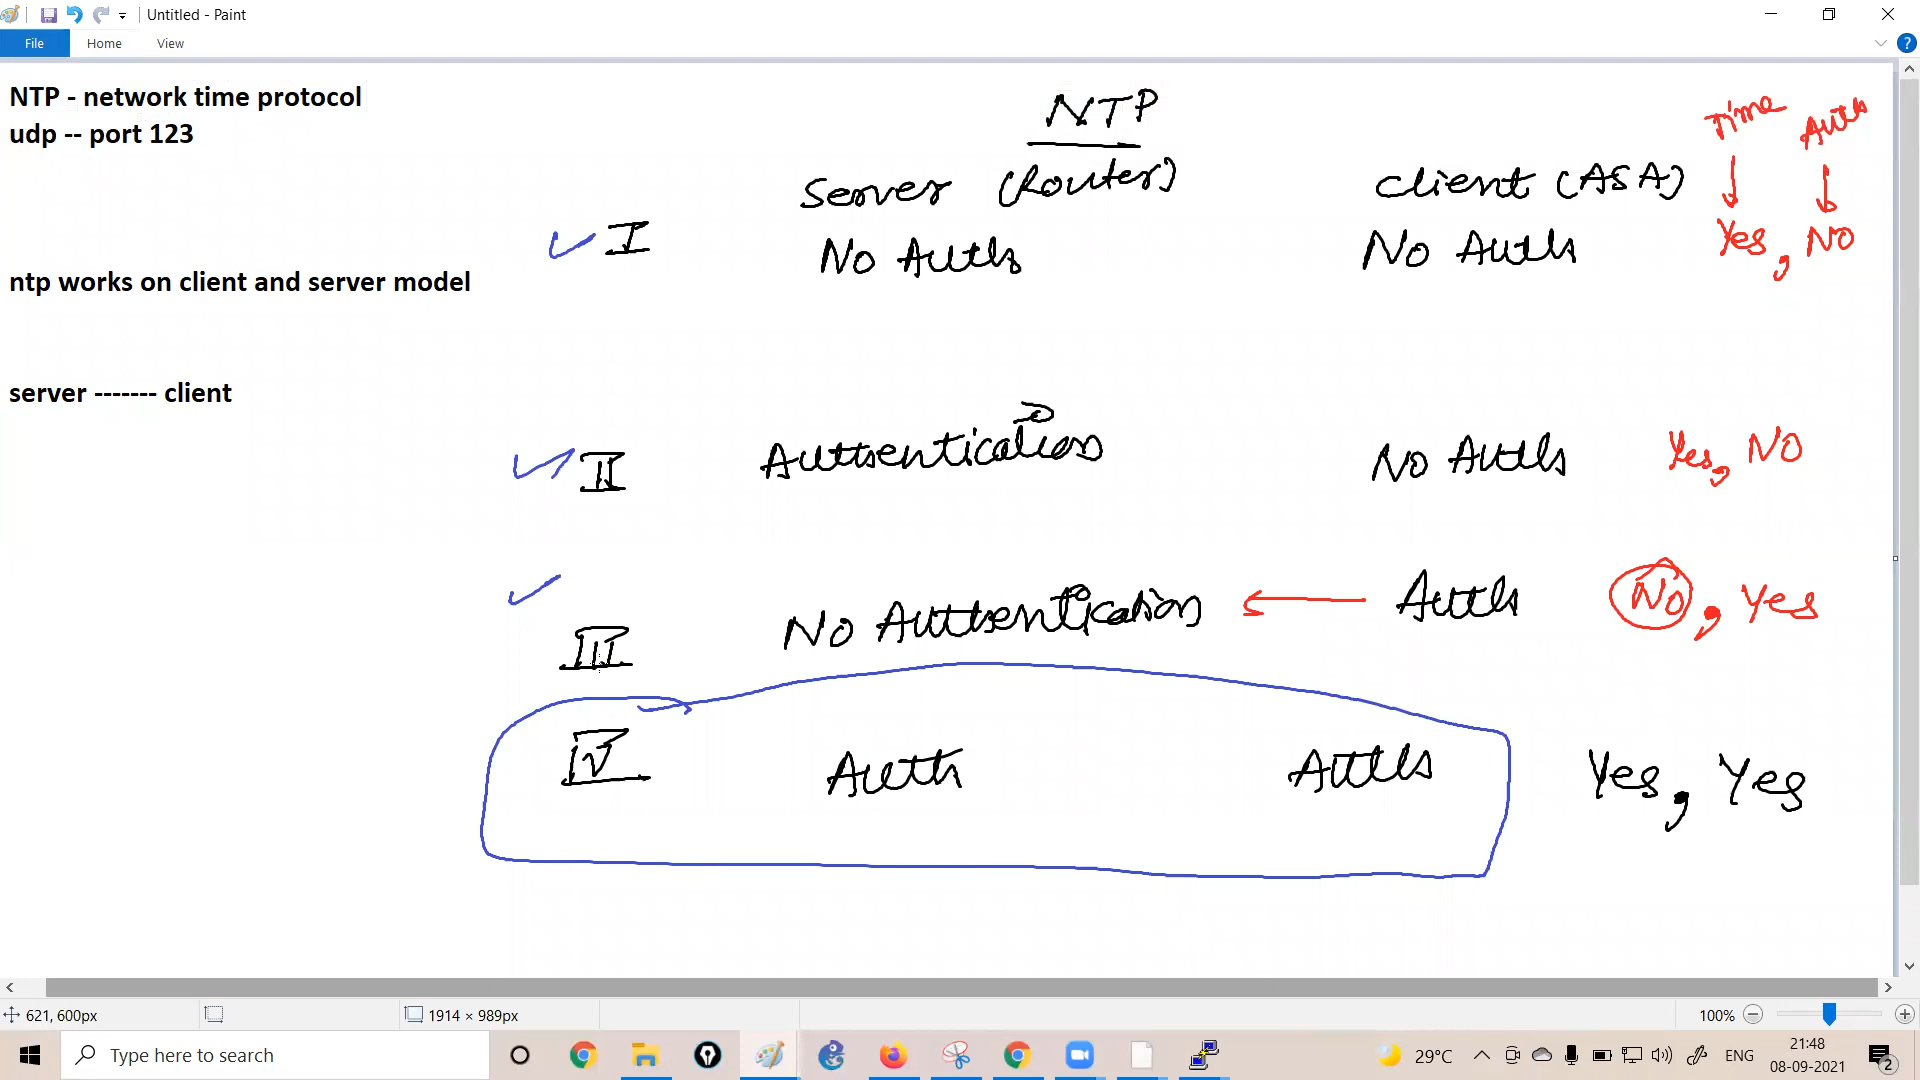 Untitled - Paint
File Home View
NTP - network time protocol
udp -- port 123
NTP
Time Auth
Server (Router) Client (ASA)
I No Auth No Auth Yes, No
ntp works on client and server model
server ------- client
II Authentication No Auth Yes, No
III No Authentication Auth No, Yes
IV Auth Auth Yes, Yes
621, 600px 1914 × 989px 100%
Type here to search 29°C ENG 21:48
08-09-2021 2